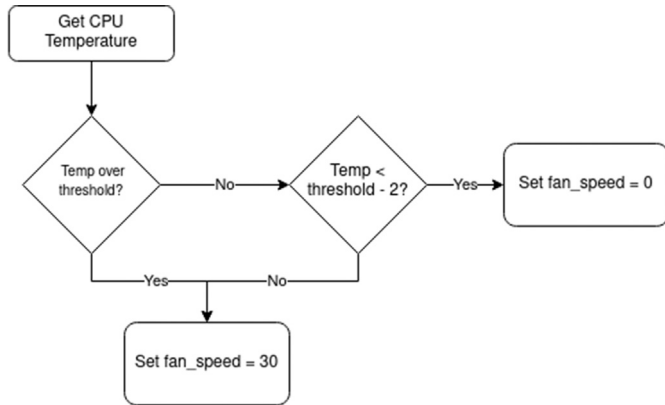 Get CPU
Temperature
Temp over
threshold?
No
Temp <
threshold - 2?
Yes
Set fan_speed = 0
Yes
No
Set fan_speed = 30